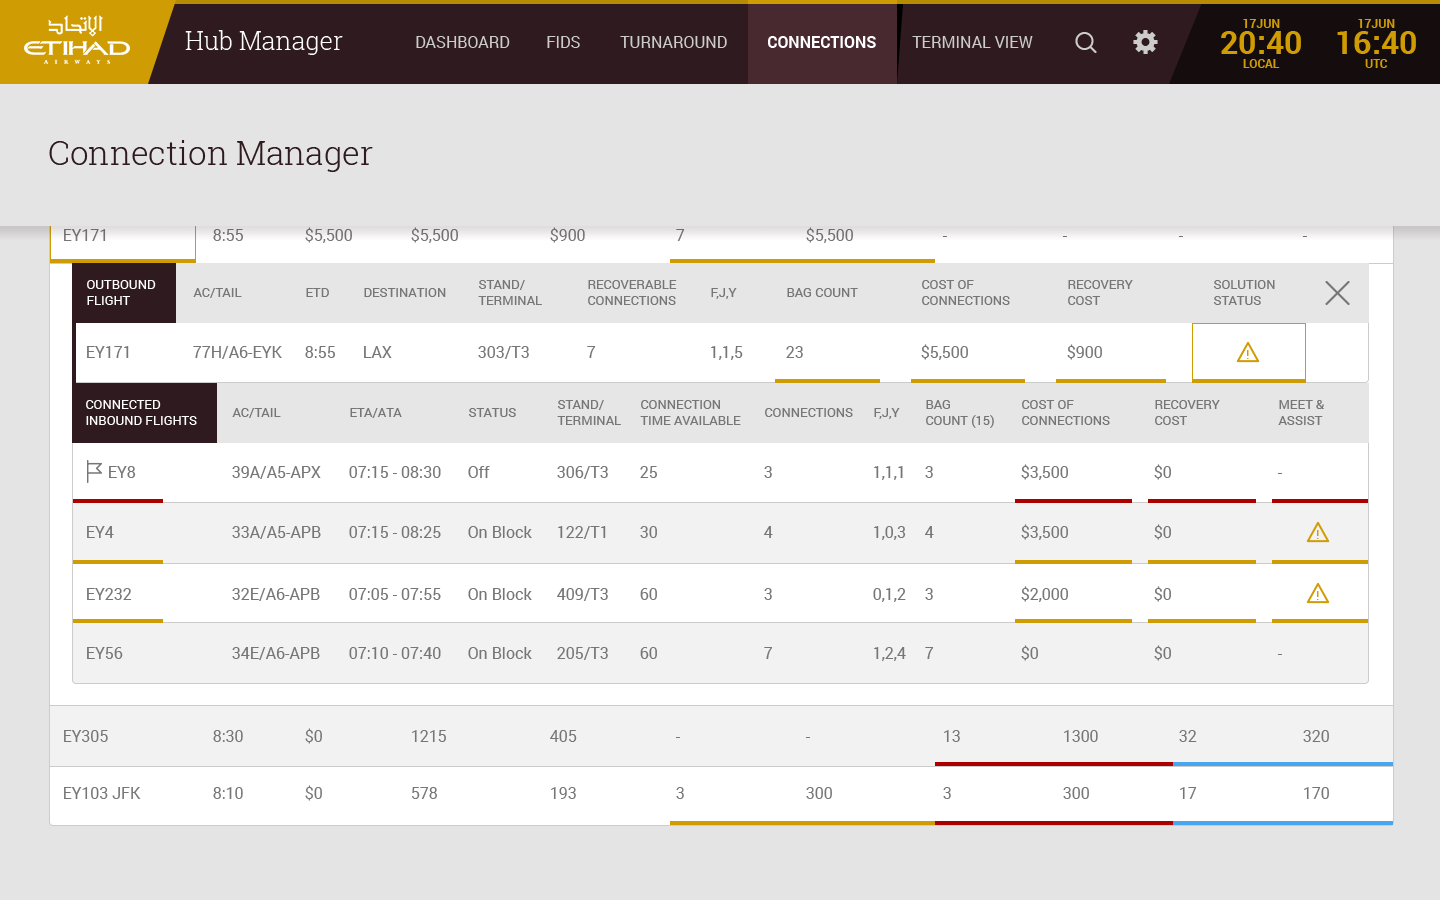 الإتحاد
ETIHAD
AIRWAYS
Hub Manager
DASHBOARD
FIDS
TURNAROUND
CONNECTIONS
TERMINAL VIEW
17JUN
20:40
LOCAL
17JUN
16:40
UTC
Connection Manager
EY171 8:55 $5,500 $5,500 $900 7 $5,500 - - - -
OUTBOUND
FLIGHT
AC/TAIL
ETD
DESTINATION
STAND/
TERMINAL
RECOVERABLE
CONNECTIONS
F,J,Y
BAG COUNT
COST OF
CONNECTIONS
RECOVERY
COST
SOLUTION
STATUS
EY171 77H/A6-EYK 8:55 LAX 303/T3 7 1,1,5 23 $5,500 $900
CONNECTED
INBOUND FLIGHTS
AC/TAIL
ETA/ATA
STATUS
STAND/
TERMINAL
CONNECTION
TIME AVAILABLE
CONNECTIONS
F,J,Y
BAG
COUNT (15)
COST OF
CONNECTIONS
RECOVERY
COST
MEET &
ASSIST
EY8 39A/A5-APX 07:15 - 08:30 Off 306/T3 25 3 1,1,1 3 $3,500 $0 -
EY4 33A/A5-APB 07:15 - 08:25 On Block 122/T1 30 4 1,0,3 4 $3,500 $0
EY232 32E/A6-APB 07:05 - 07:55 On Block 409/T3 60 3 0,1,2 3 $2,000 $0
EY56 34E/A6-APB 07:10 - 07:40 On Block 205/T3 60 7 1,2,4 7 $0 $0 -
EY305 8:30 $0 1215 405 - - 13 1300 32 320
EY103 JFK 8:10 $0 578 193 3 300 3 300 17 170